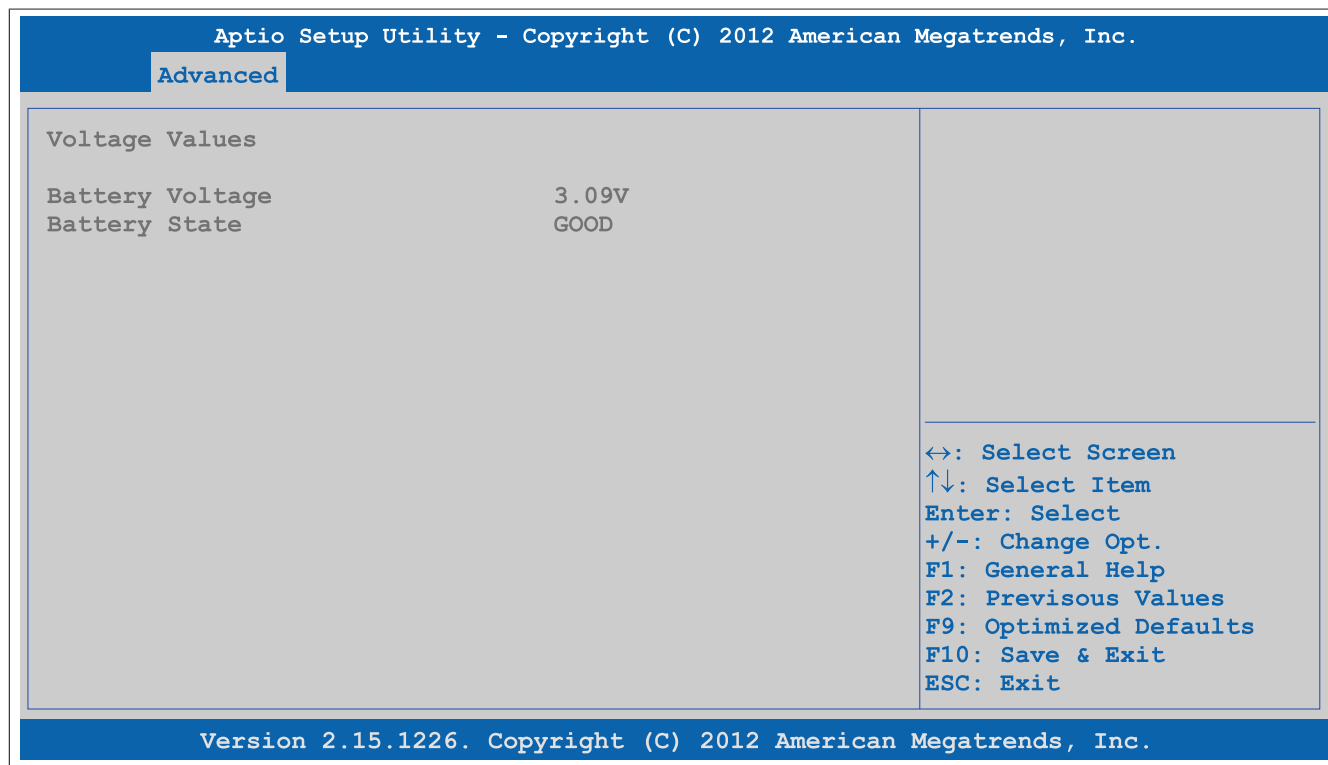 Aptio Setup Utility - Copyright (C) 2012 American Megatrends, Inc.
Advanced
Voltage Values
Battery Voltage 3.09V
Battery State GOOD
↔: Select Screen
↑↓: Select Item
Enter: Select
+/-: Change Opt.
F1: General Help
F2: Previsous Values
F9: Optimized Defaults
F10: Save & Exit
ESC: Exit
Version 2.15.1226. Copyright (C) 2012 American Megatrends, Inc.